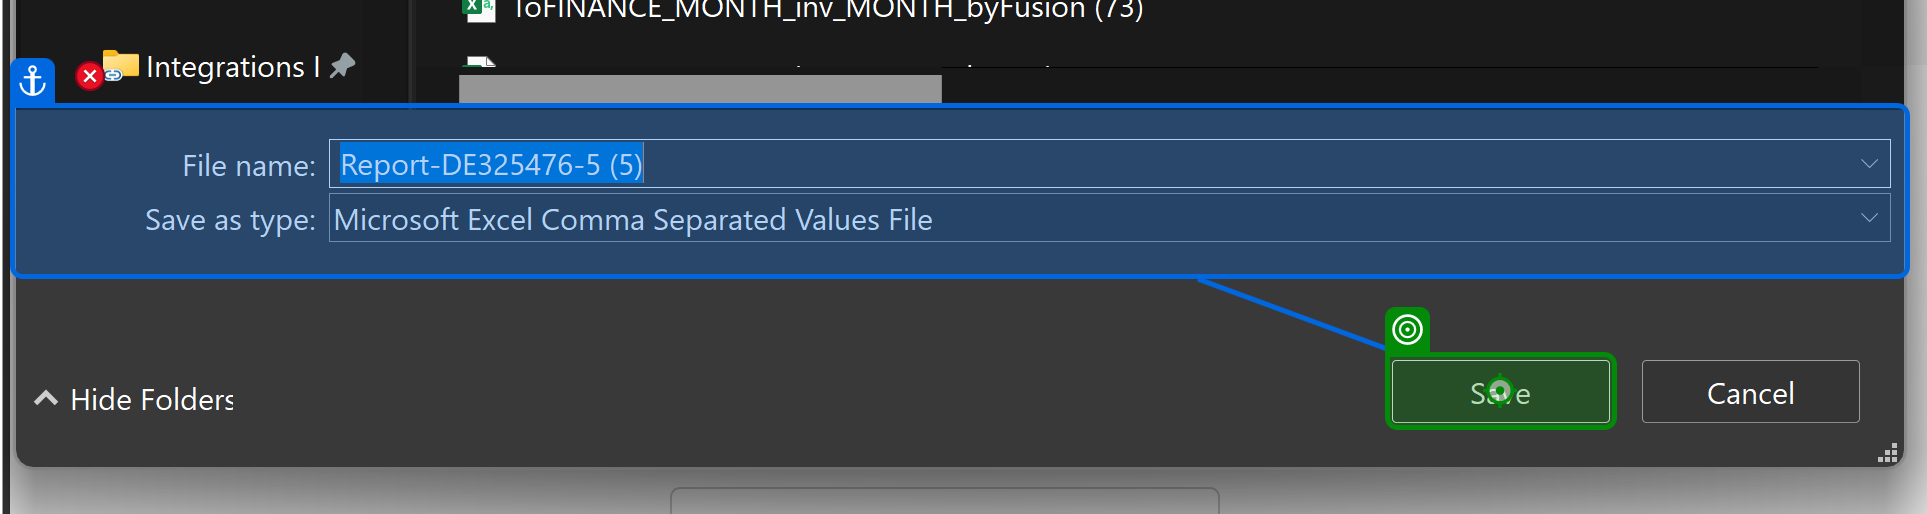 ToFINANCE_MONTH_inv_MONTH_byFusion (73)
Integrations I
File name: Report-DE325476-5 (5)
Save as type: Microsoft Excel Comma Separated Values File
Hide Folders
Save
Cancel